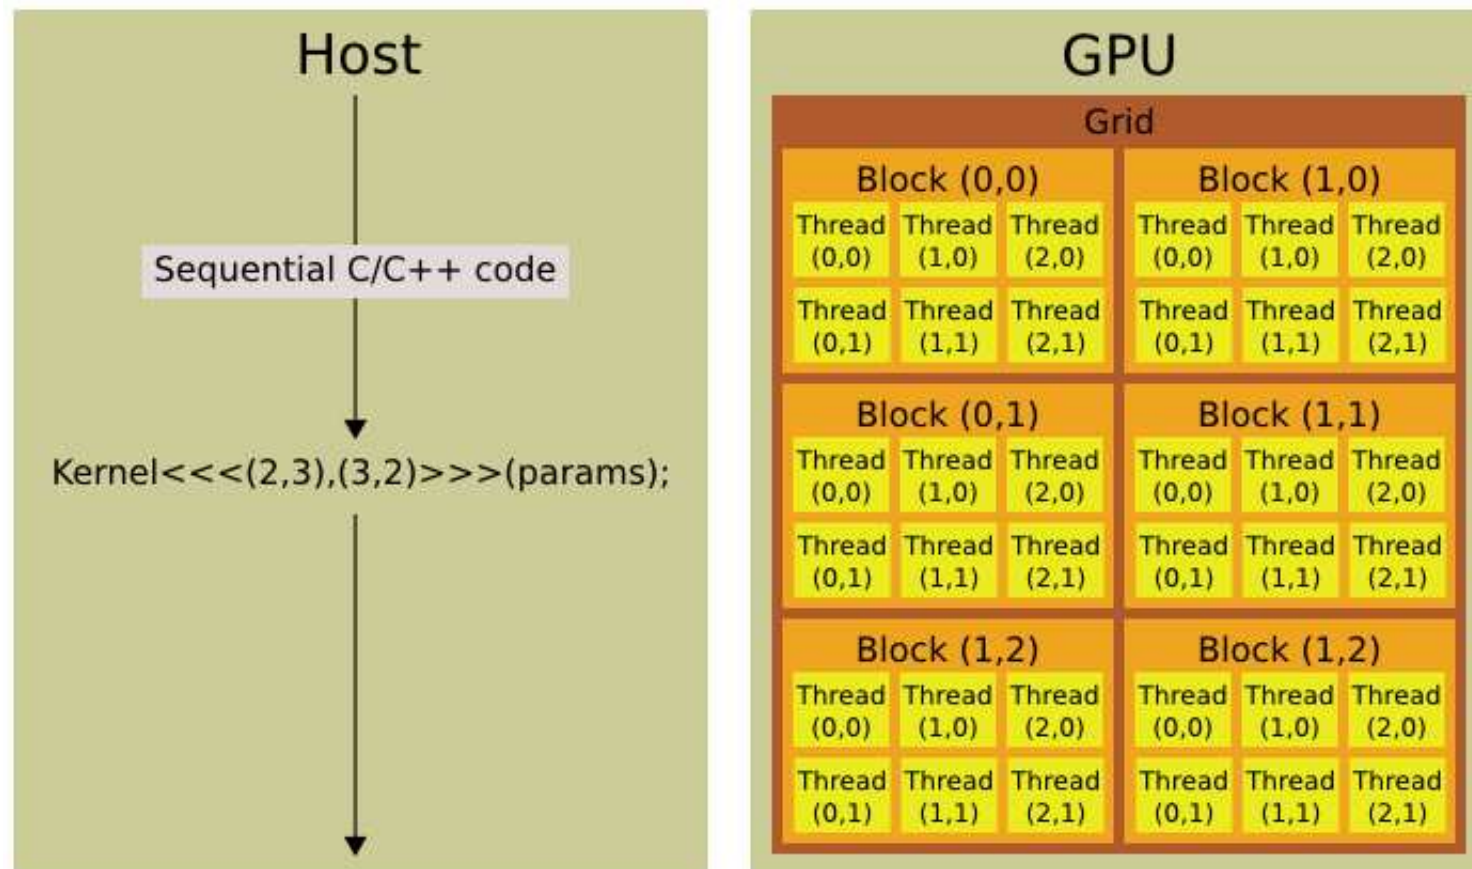 Host
Sequential C/C++ code
Kernel<<<(2,3),(3,2)>>>(params);
GPU
Grid
Block (0,0)
Thread Thread Thread
(0,0) (1,0) (2,0)
Thread Thread Thread
(0,1) (1,1) (2,1)
Block (1,0)
Thread Thread Thread
(0,0) (1,0) (2,0)
Thread Thread Thread
(0,1) (1,1) (2,1)
Block (0,1)
Thread Thread Thread
(0,0) (1,0) (2,0)
Thread Thread Thread
(0,1) (1,1) (2,1)
Block (1,1)
Thread Thread Thread
(0,0) (1,0) (2,0)
Thread Thread Thread
(0,1) (1,1) (2,1)
Block (1,2)
Thread Thread Thread
(0,0) (1,0) (2,0)
Thread Thread Thread
(0,1) (1,1) (2,1)
Block (1,2)
Thread Thread Thread
(0,0) (1,0) (2,0)
Thread Thread Thread
(0,1) (1,1) (2,1)